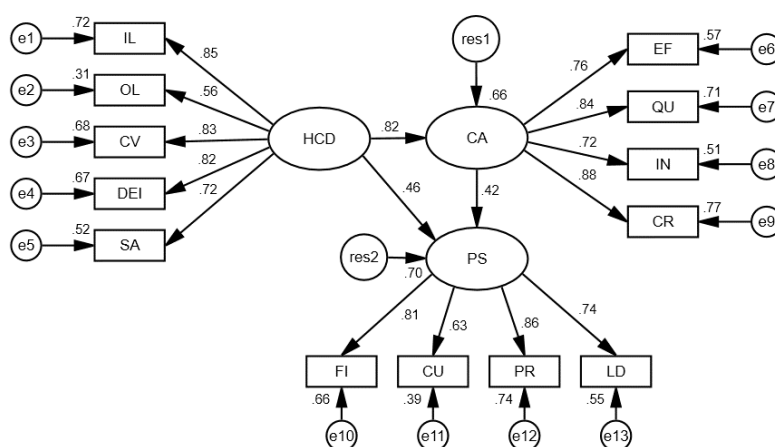 e1
.72
IL
e2
.31
OL
e3
.68
CV
e4
.67
DEI
e5
.52
SA
.85
.56
.83
.82
.72
HCD
.82
.46
res1
.66
CA
.42
.76
.84
.72
.88
EF
.57
e6
QU
.71
e7
IN
.51
e8
CR
.77
e9
res2
.70
PS
.81
.63
.86
.74
FI
CU
PR
LD
.66
.39
.74
.55
e10
e11
e12
e13